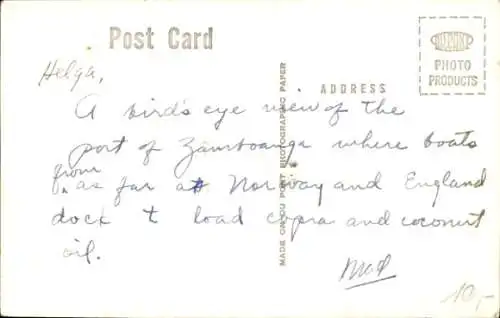 Post Card
DUPONT
PHOTO
PRODUCTS
ADDRESS
MADE ON DU PONT PHOTOGRAPHIC PAPER
Helga,
A bird's eye view of the
port of Zamboanga where boats
from
^ as far as Norway and England
dock t load copra and coconut
oil.
10,-